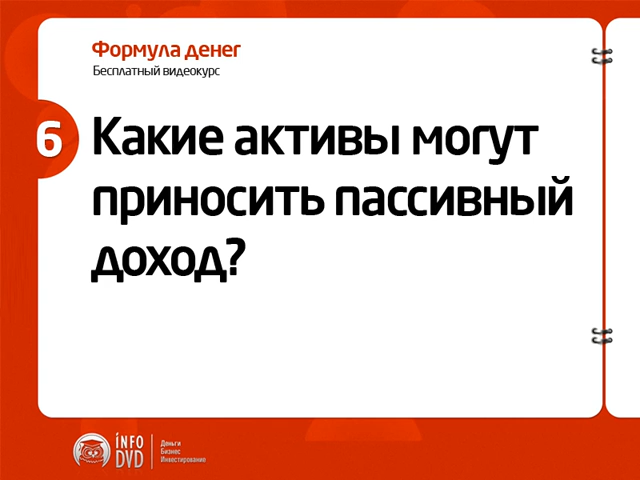 Формула денег
Бесплатный видеокурс
6
Какие активы могут
приносить пассивный
доход?
INFO
DVD
Деньги
Бизнес
Инвестирование